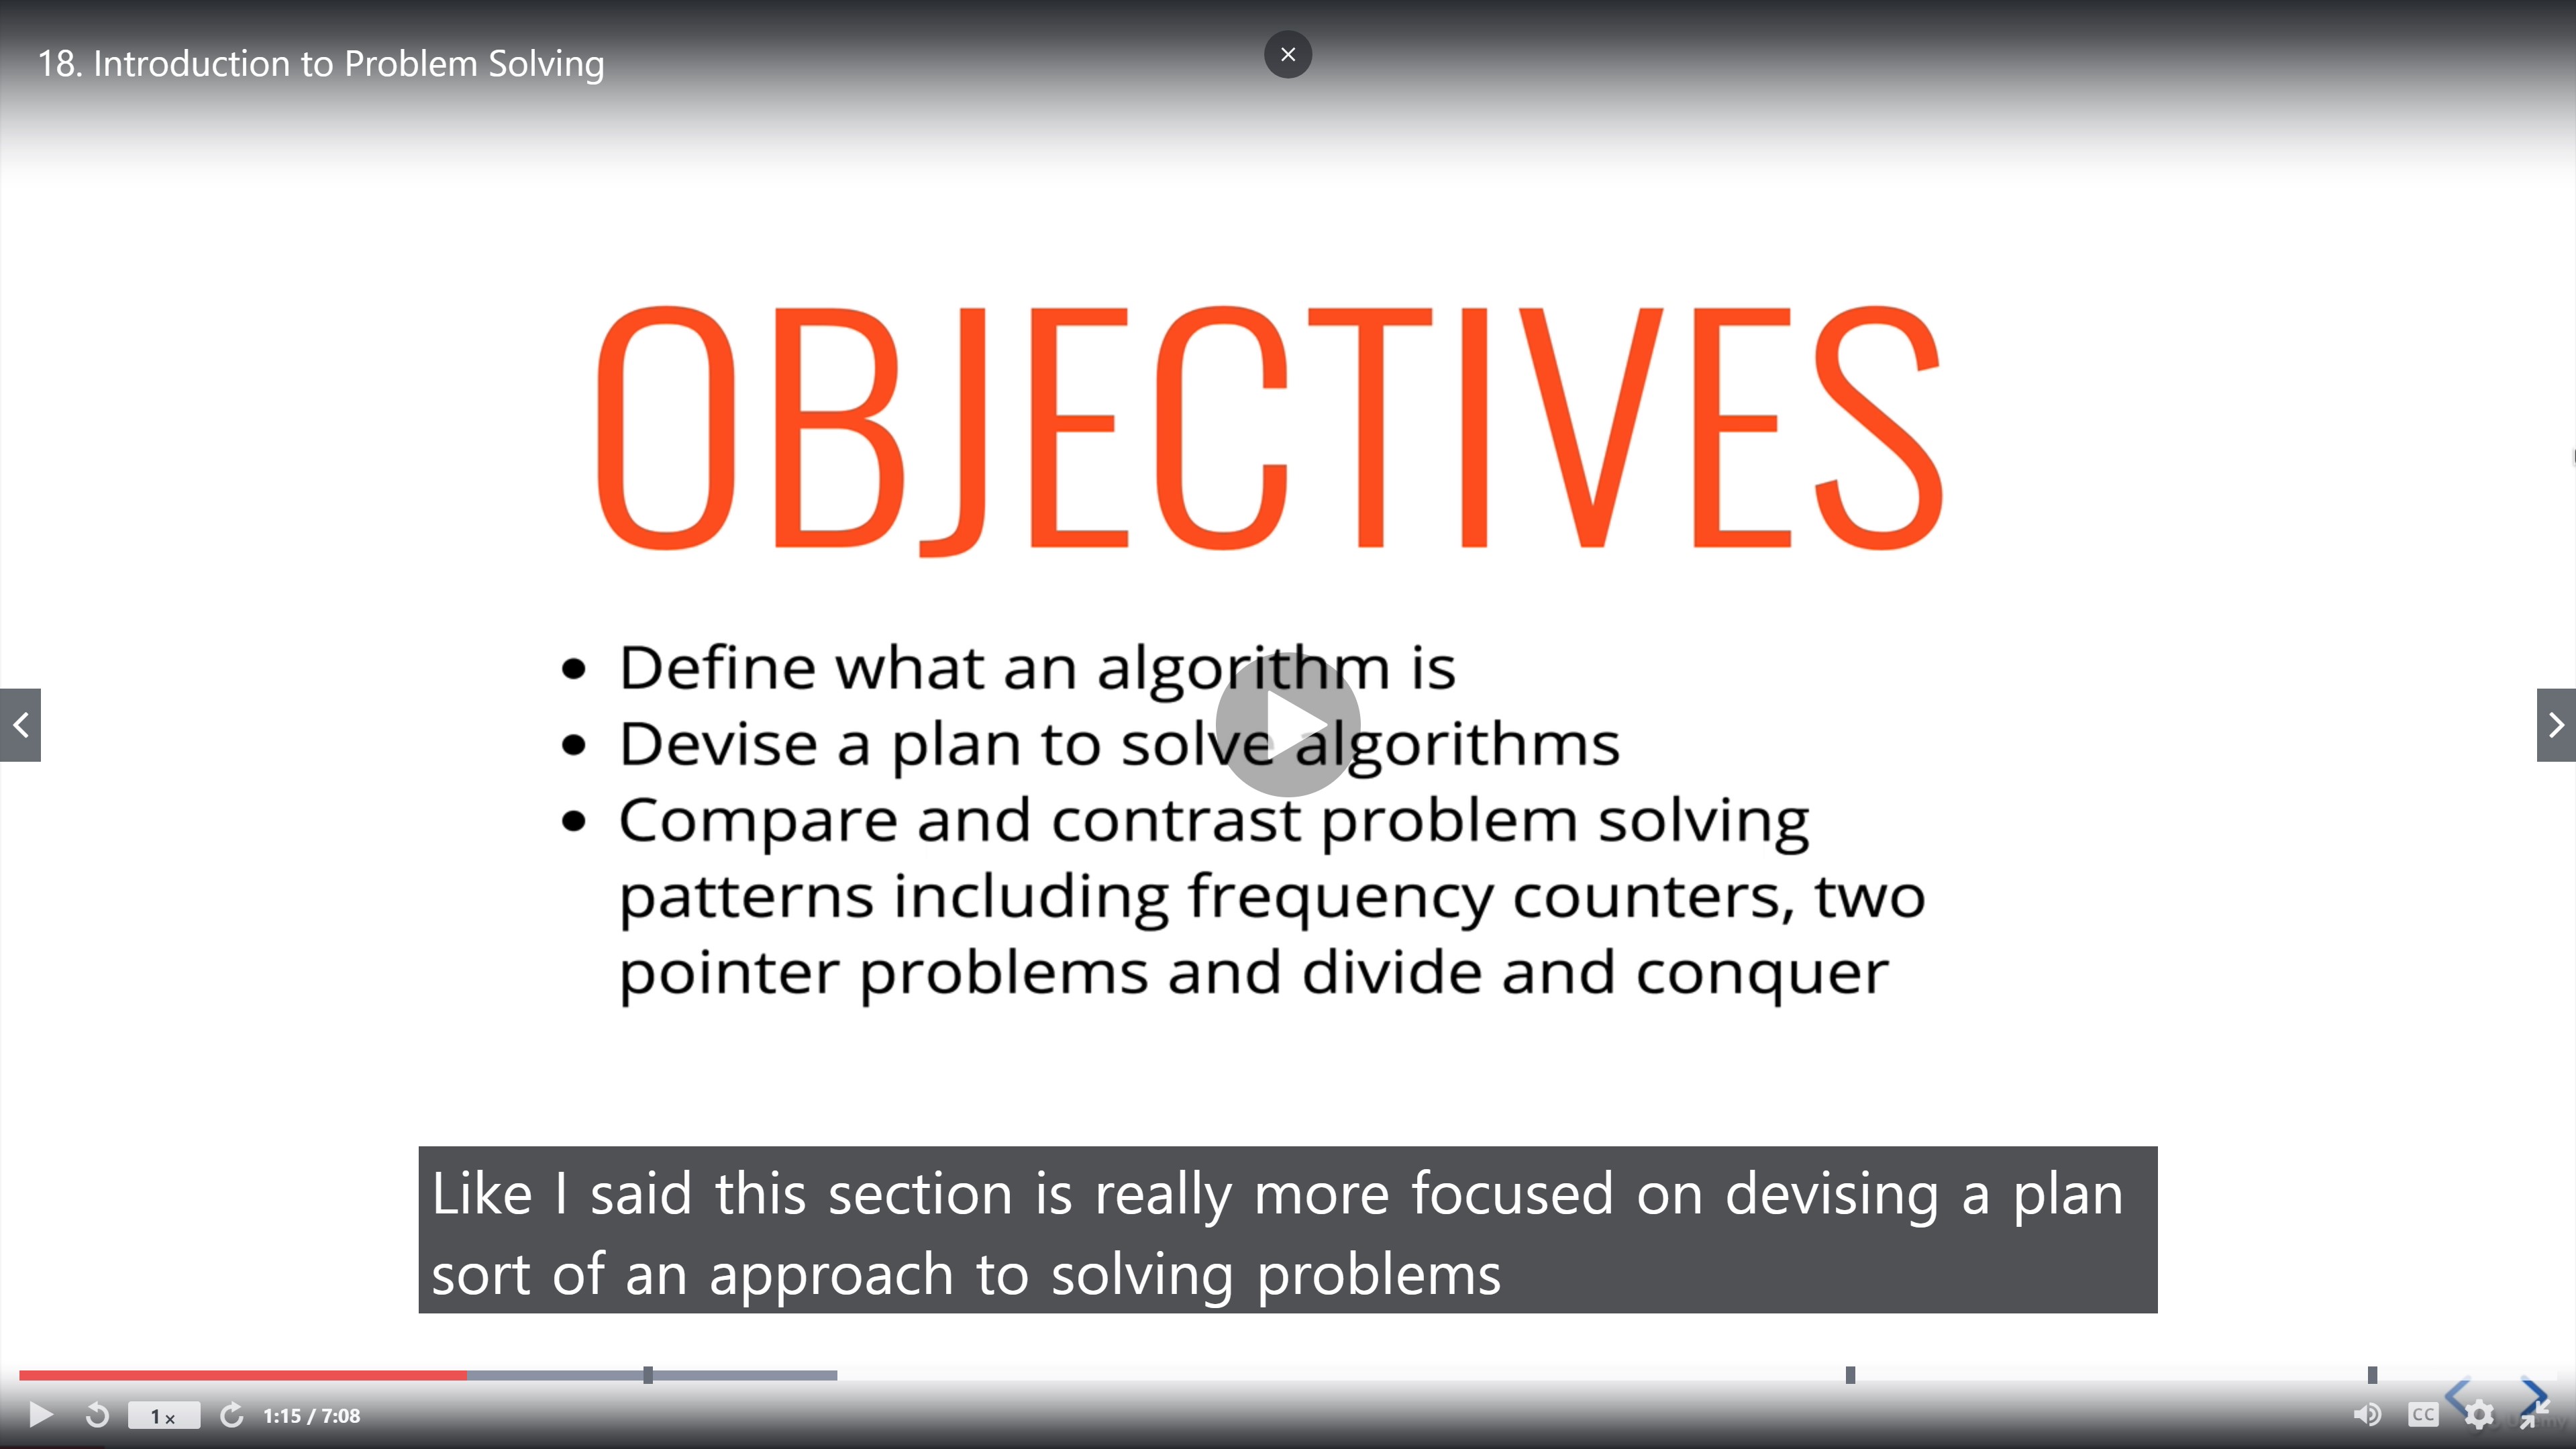 18. Introduction to Problem Solving
OBJECTIVES
• Define what an algorithm is
• Devise a plan to solve algorithms
• Compare and contrast problem solving
patterns including frequency counters, two
pointer problems and divide and conquer
Like I said this section is really more focused on devising a plan
sort of an approach to solving problems
1 x
1:15 / 7:08
CC